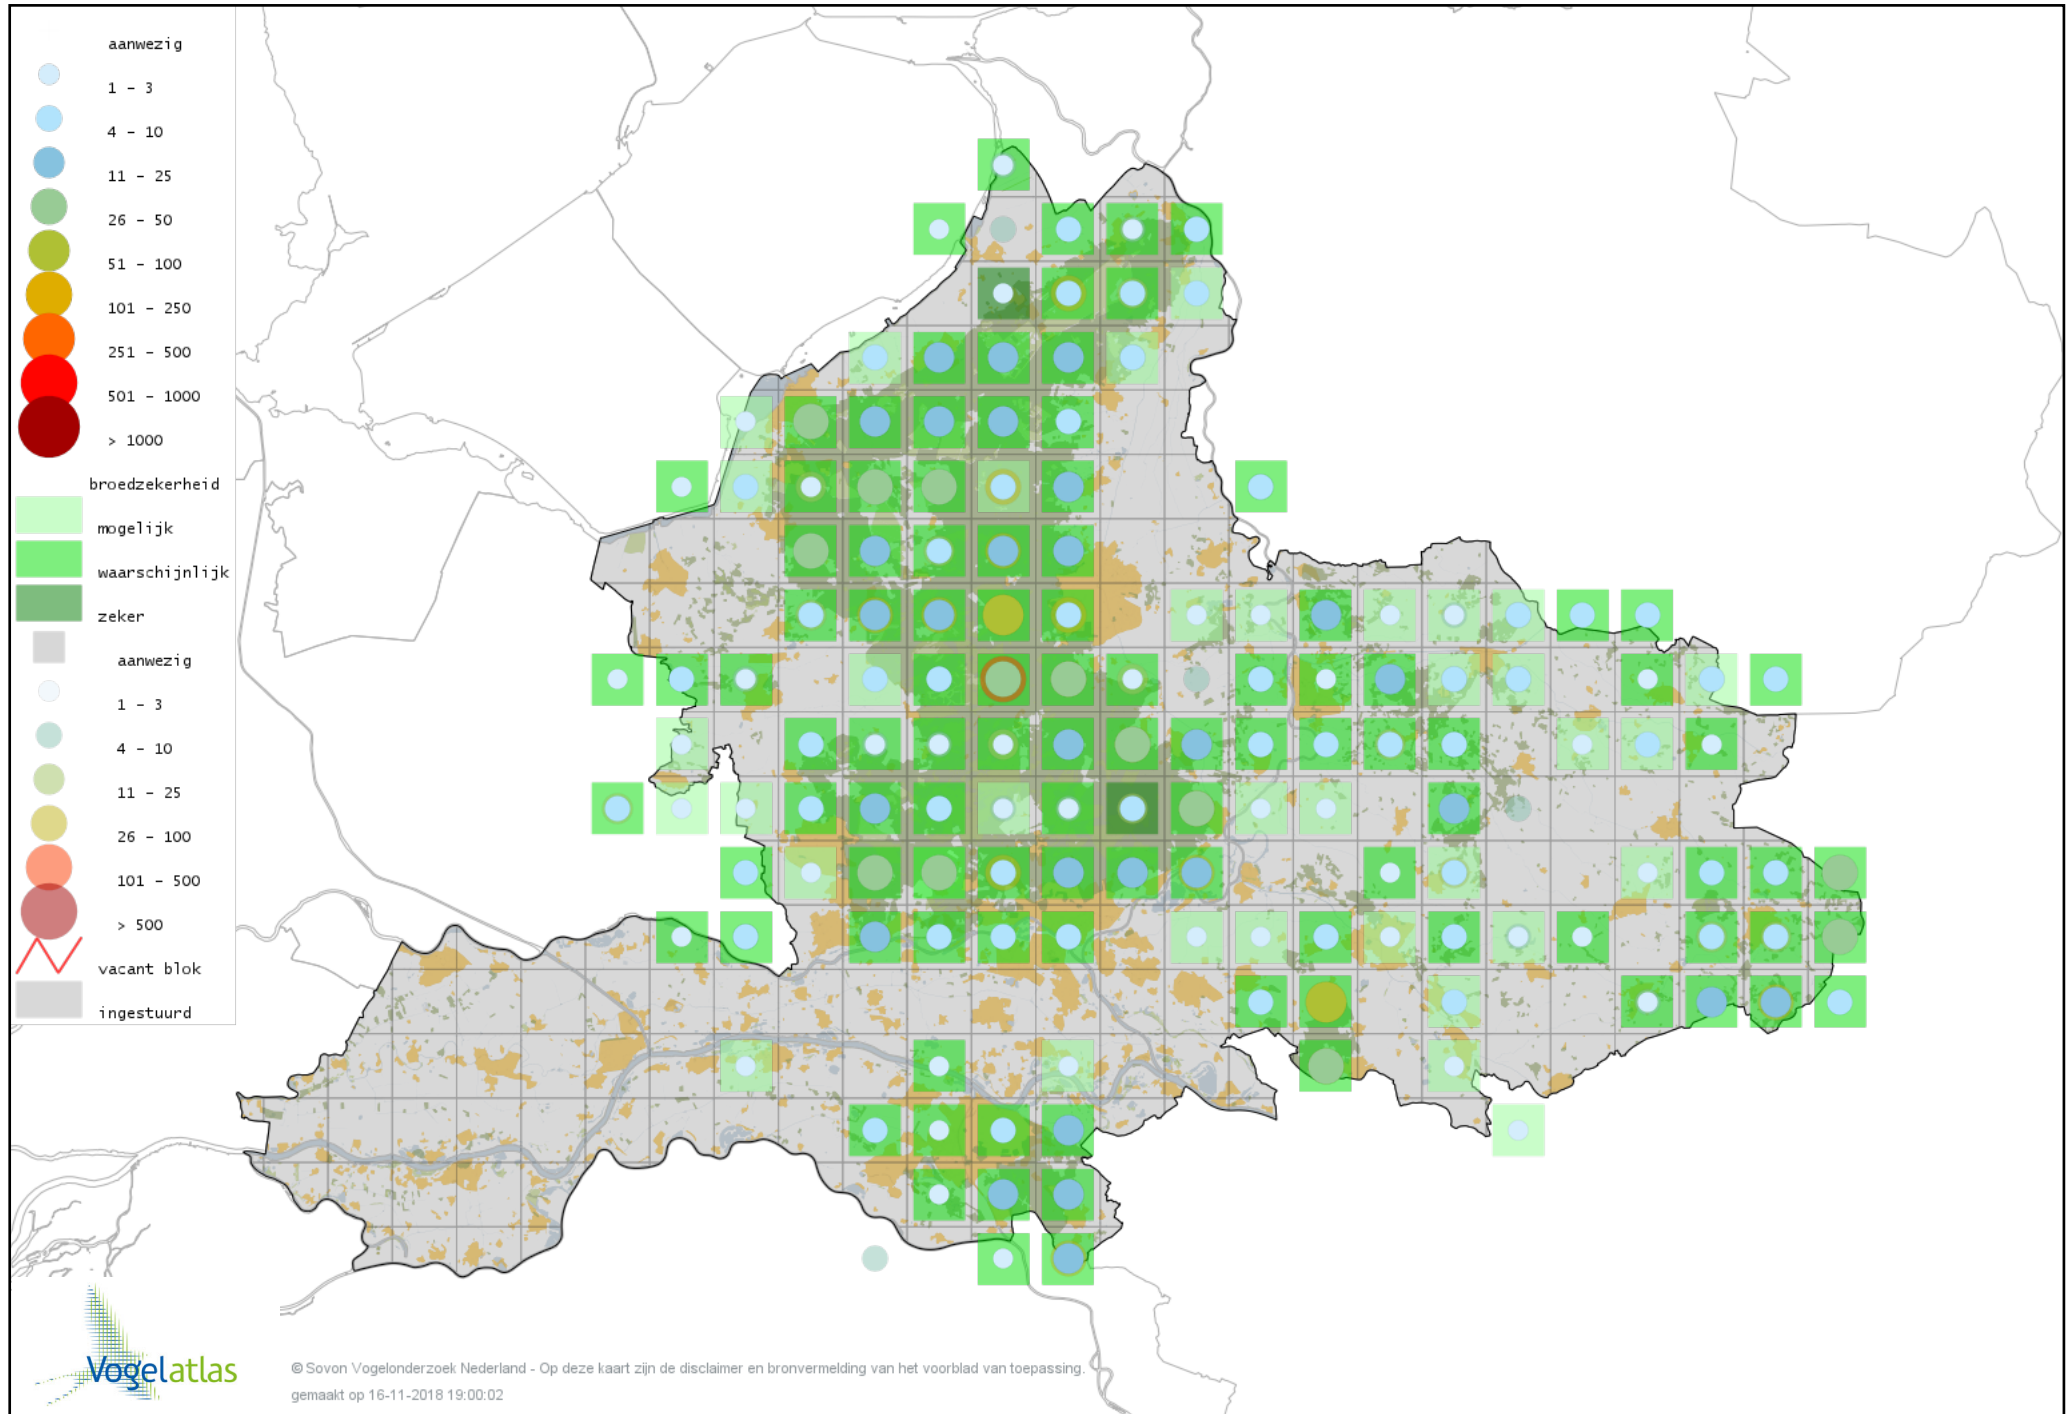 aanwezig
1 - 3
4 - 10
11 - 25
26 - 50
51 - 100
101 - 250
251 - 500
501 - 1000
> 1000
broedzekerheid
mogelijk
waarschijnlijk
zeker
aanwezig
1 - 3
4 - 10
11 - 25
26 - 100
101 - 500
> 500
vacant blok
ingestuurd
Vogelatlas
© Sovon Vogelonderzoek Nederland - Op deze kaart zijn de disclaimer en bronvermelding van het voorblad van toepassing.
gemaakt op 16-11-2018 19:00:02